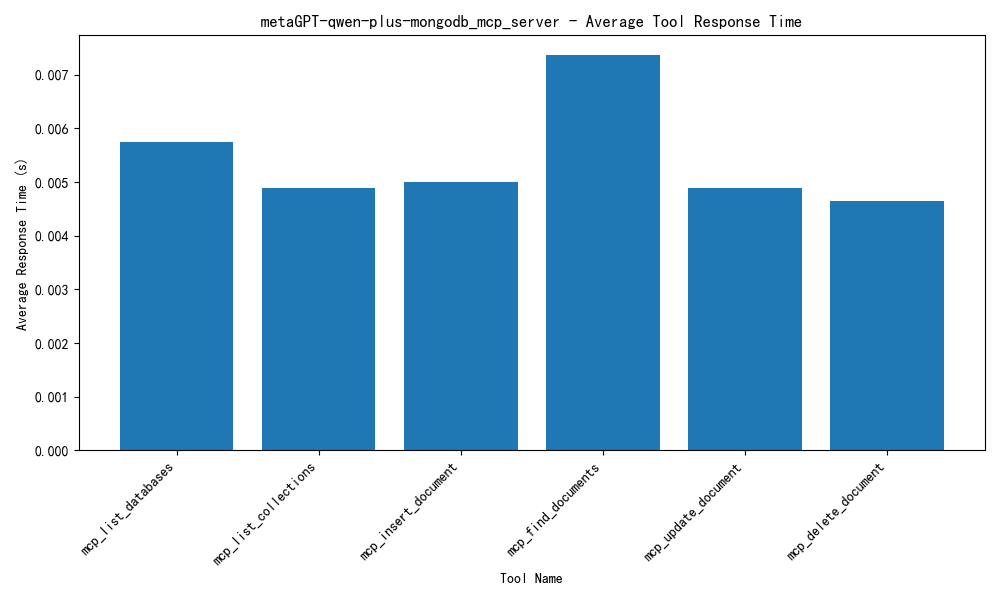 metaGPT-qwen-plus-mongodb_mcp_server - Average Tool Response Time
Average Response Time (s)
0.007
0.006
0.005
0.004
0.003
0.002
0.001
0.000
mcp_list_databases
mcp_list_collections
mcp_insert_document
mcp_find_documents
mcp_update_document
mcp_delete_document
Tool Name